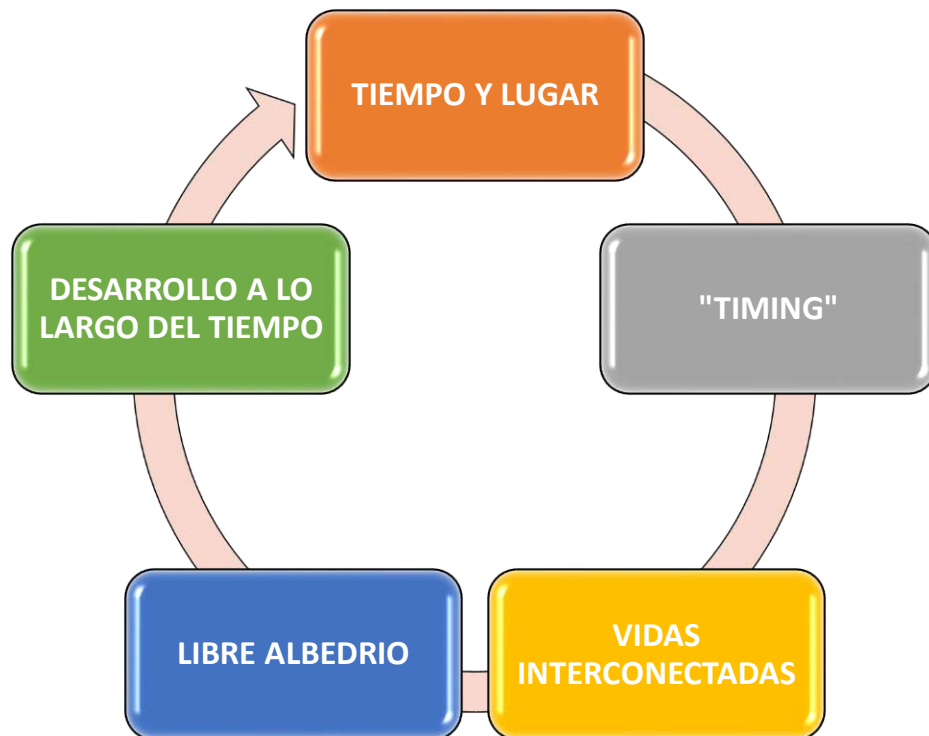 TIEMPO Y LUGAR
"TIMING"
VIDAS
INTERCONECTADAS
LIBRE ALBEDRIO
DESARROLLO A LO
LARGO DEL TIEMPO